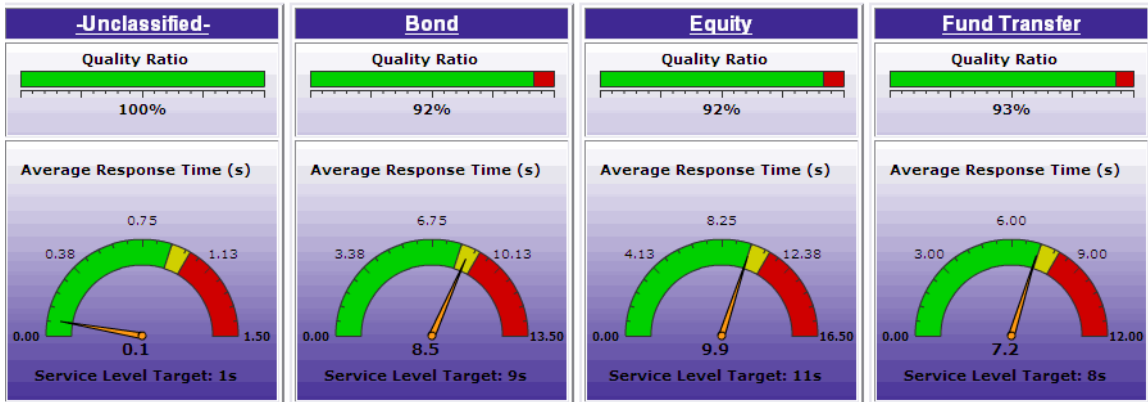 -Unclassified-
Quality Ratio
100%
Average Response Time (s)
0.75
0.38
1.13
0.00
1.50
0.1
Service Level Target: 1s
Bond
Quality Ratio
92%
Average Response Time (s)
6.75
3.38
10.13
0.00
13.50
8.5
Service Level Target: 9s
Equity
Quality Ratio
92%
Average Response Time (s)
8.25
4.13
12.38
0.00
16.50
9.9
Service Level Target: 11s
Fund Transfer
Quality Ratio
93%
Average Response Time (s)
6.00
3.00
9.00
0.00
12.00
7.2
Service Level Target: 8s